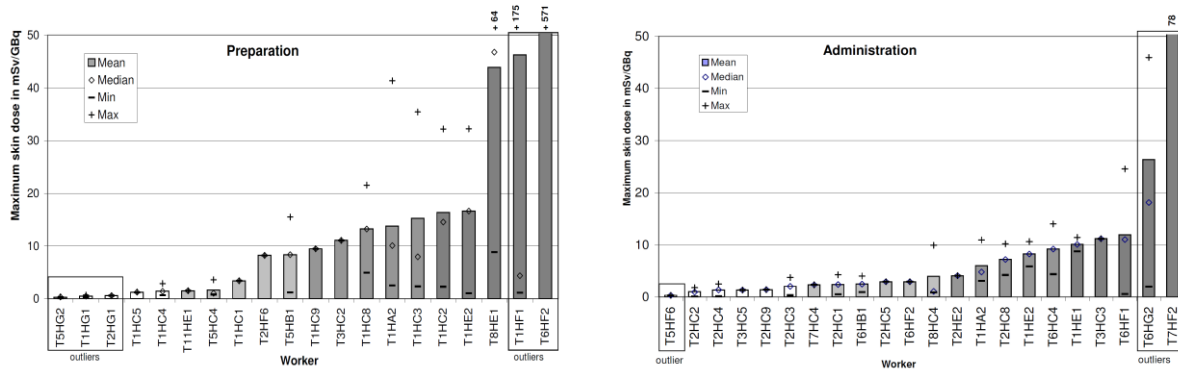 + 64
+ 175
+ 571
Preparation
Maximum skin dose in mSv/GBq
50
40
30
20
10
0
Mean
Median
Min
Max
T5HG2
T1HG1
T2HG1
T1HC5
T1HC4
T11HE1
T5HC4
T1HC1
T2HF6
T5HB1
T1HC9
T3HC2
T1HC8
T1HA2
T1HC3
T1HC2
T1HE2
T8HE1
T1HF1
T6HF2
outliers
Worker
outliers
78
Administration
Maximum skin dose in mSv/GBq
50
40
30
20
10
0
Mean
Median
Min
Max
T5HF6
T2HC2
T2HC4
T3HC5
T2HC9
T2HC3
T7HC4
T2HC1
T6HB1
T2HC5
T6HF2
T8HC4
T2HE2
T1HA2
T2HC8
T1HE2
T6HC4
T1HE1
T3HC3
T6HF1
T6HG2
T7HF2
outlier
Worker
outliers